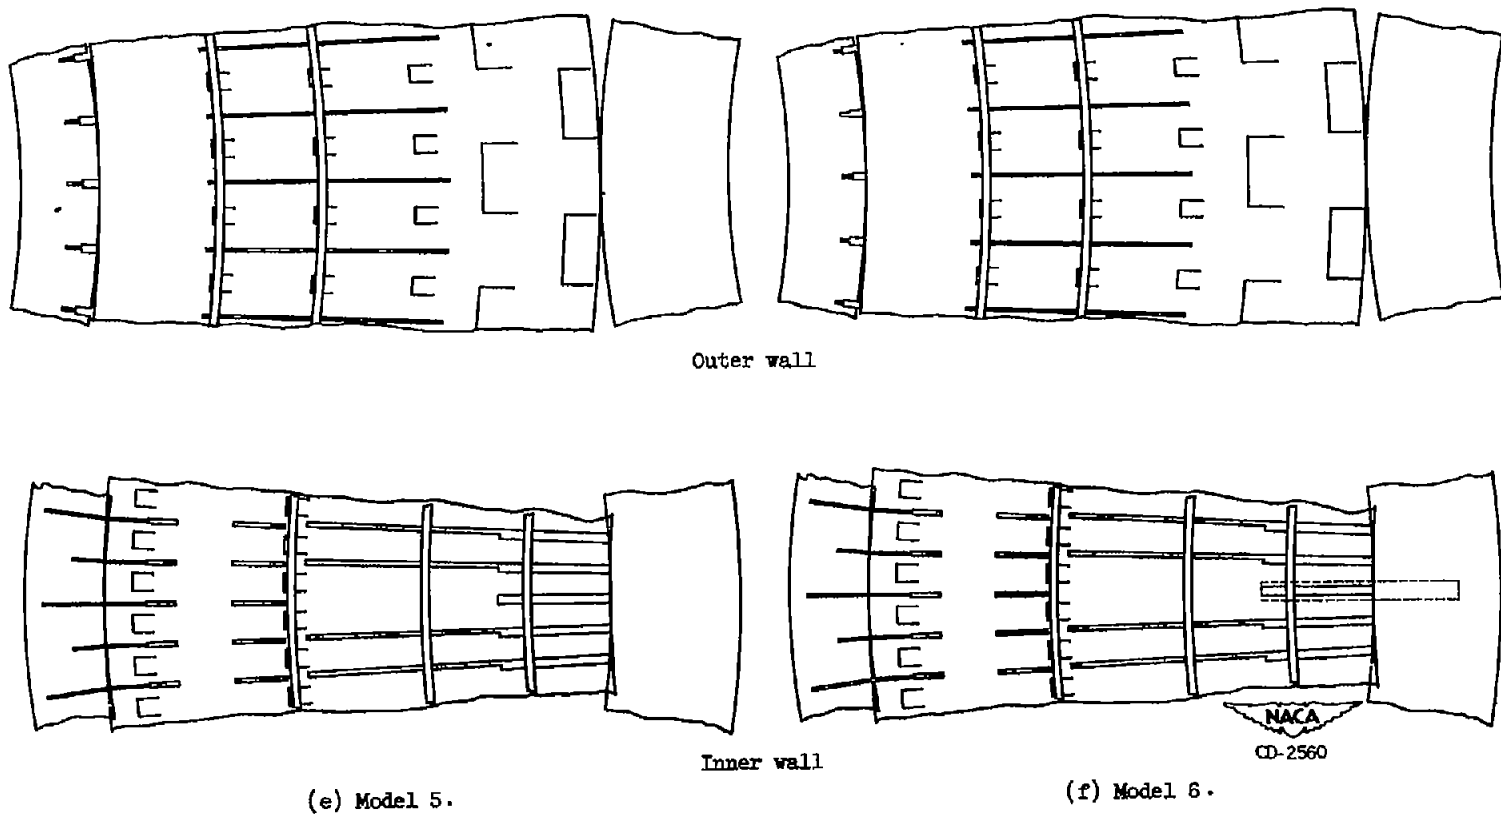 Outer wall
NACA
CD-2560
Inner wall
(e) Model 5.
(f) Model 6.